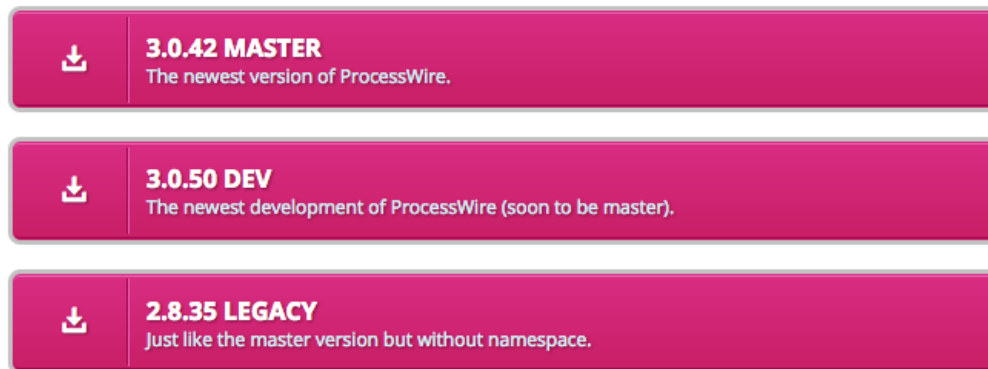 3.0.42 MASTER
The newest version of ProcessWire.
3.0.50 DEV
The newest development of ProcessWire (soon to be master).
2.8.35 LEGACY
Just like the master version but without namespace.